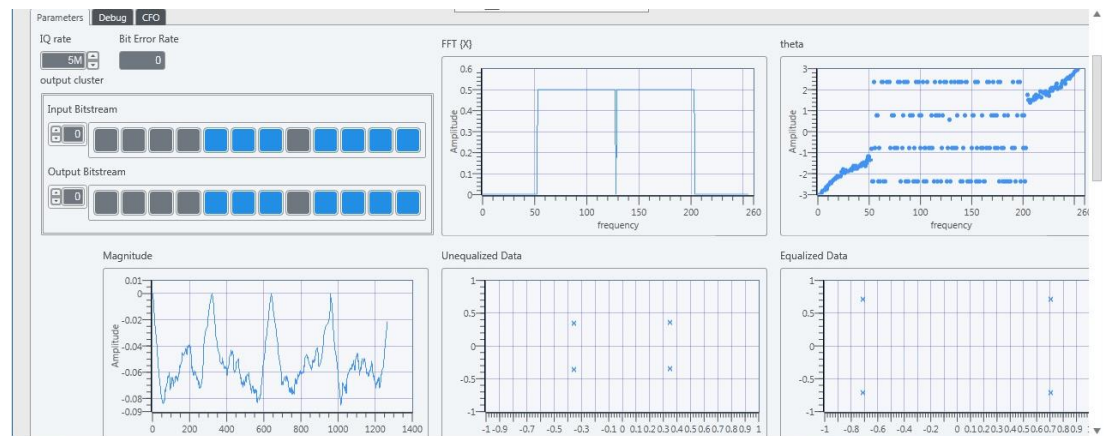 Parameters Debug CFO
IQ rate Bit Error Rate
5M 0
output cluster
Input Bitstream
0
Output Bitstream
0
FFT {X}
Amplitude
0.6
0.5
0.4
0.3
0.2
0.1
0
0 50 100 150 200 260
frequency
theta
Amplitude
3
2
1
0
-1
-2
-3
0 50 100 150 200 260
frequency
Magnitude
Amplitude
0.01
0
-0.02
-0.04
-0.06
-0.08
-0.09
0 200 400 600 800 1000 1200 1400
Unequalized Data
1
0.5
0
-0.5
-1
-1 -0.9 -0.7 -0.5 -0.3 -0.1 0 0.1 0.2 0.3 0.4 0.5 0.6 0.7 0.8 0.9 1
Equalized Data
1
0.5
0
-0.5
-1
-1 -0.8 -0.6 -0.4 -0.2 0 0.1 0.2 0.3 0.4 0.5 0.6 0.7 0.8 0.9